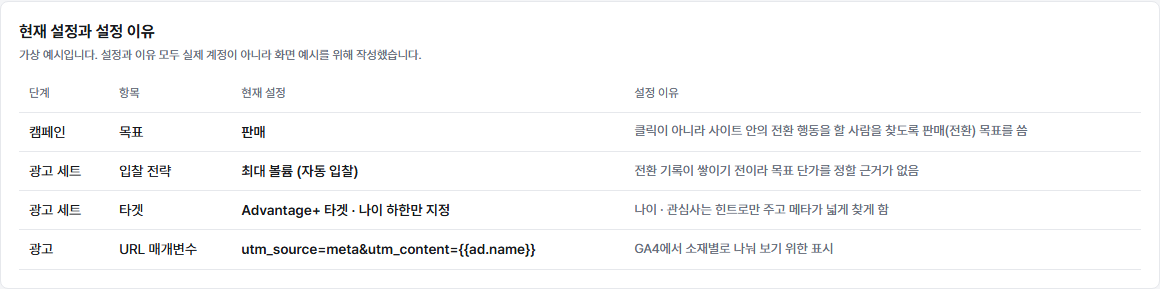 현재 설정과 설정 이유
가상 예시입니다. 설정과 이유 모두 실제 계정이 아니라 화면 예시를 위해 작성했습니다.
단계 항목 현재 설정 설정 이유
캠페인 목표 판매 클릭이 아니라 사이트 안의 전환 행동을 할 사람을 찾도록 판매(전환) 목표를 씀
광고 세트 입찰 전략 최대 볼륨 (자동 입찰) 전환 기록이 쌓이기 전이라 목표 단가를 정할 근거가 없음
광고 세트 타겟 Advantage+ 타겟 · 나이 하한만 지정 나이 · 관심사는 힌트로만 주고 메타가 넓게 찾게 함
광고 URL 매개변수 utm_source=meta&utm_content={{ad.name}} GA4에서 소재별로 나눠 보기 위한 표시